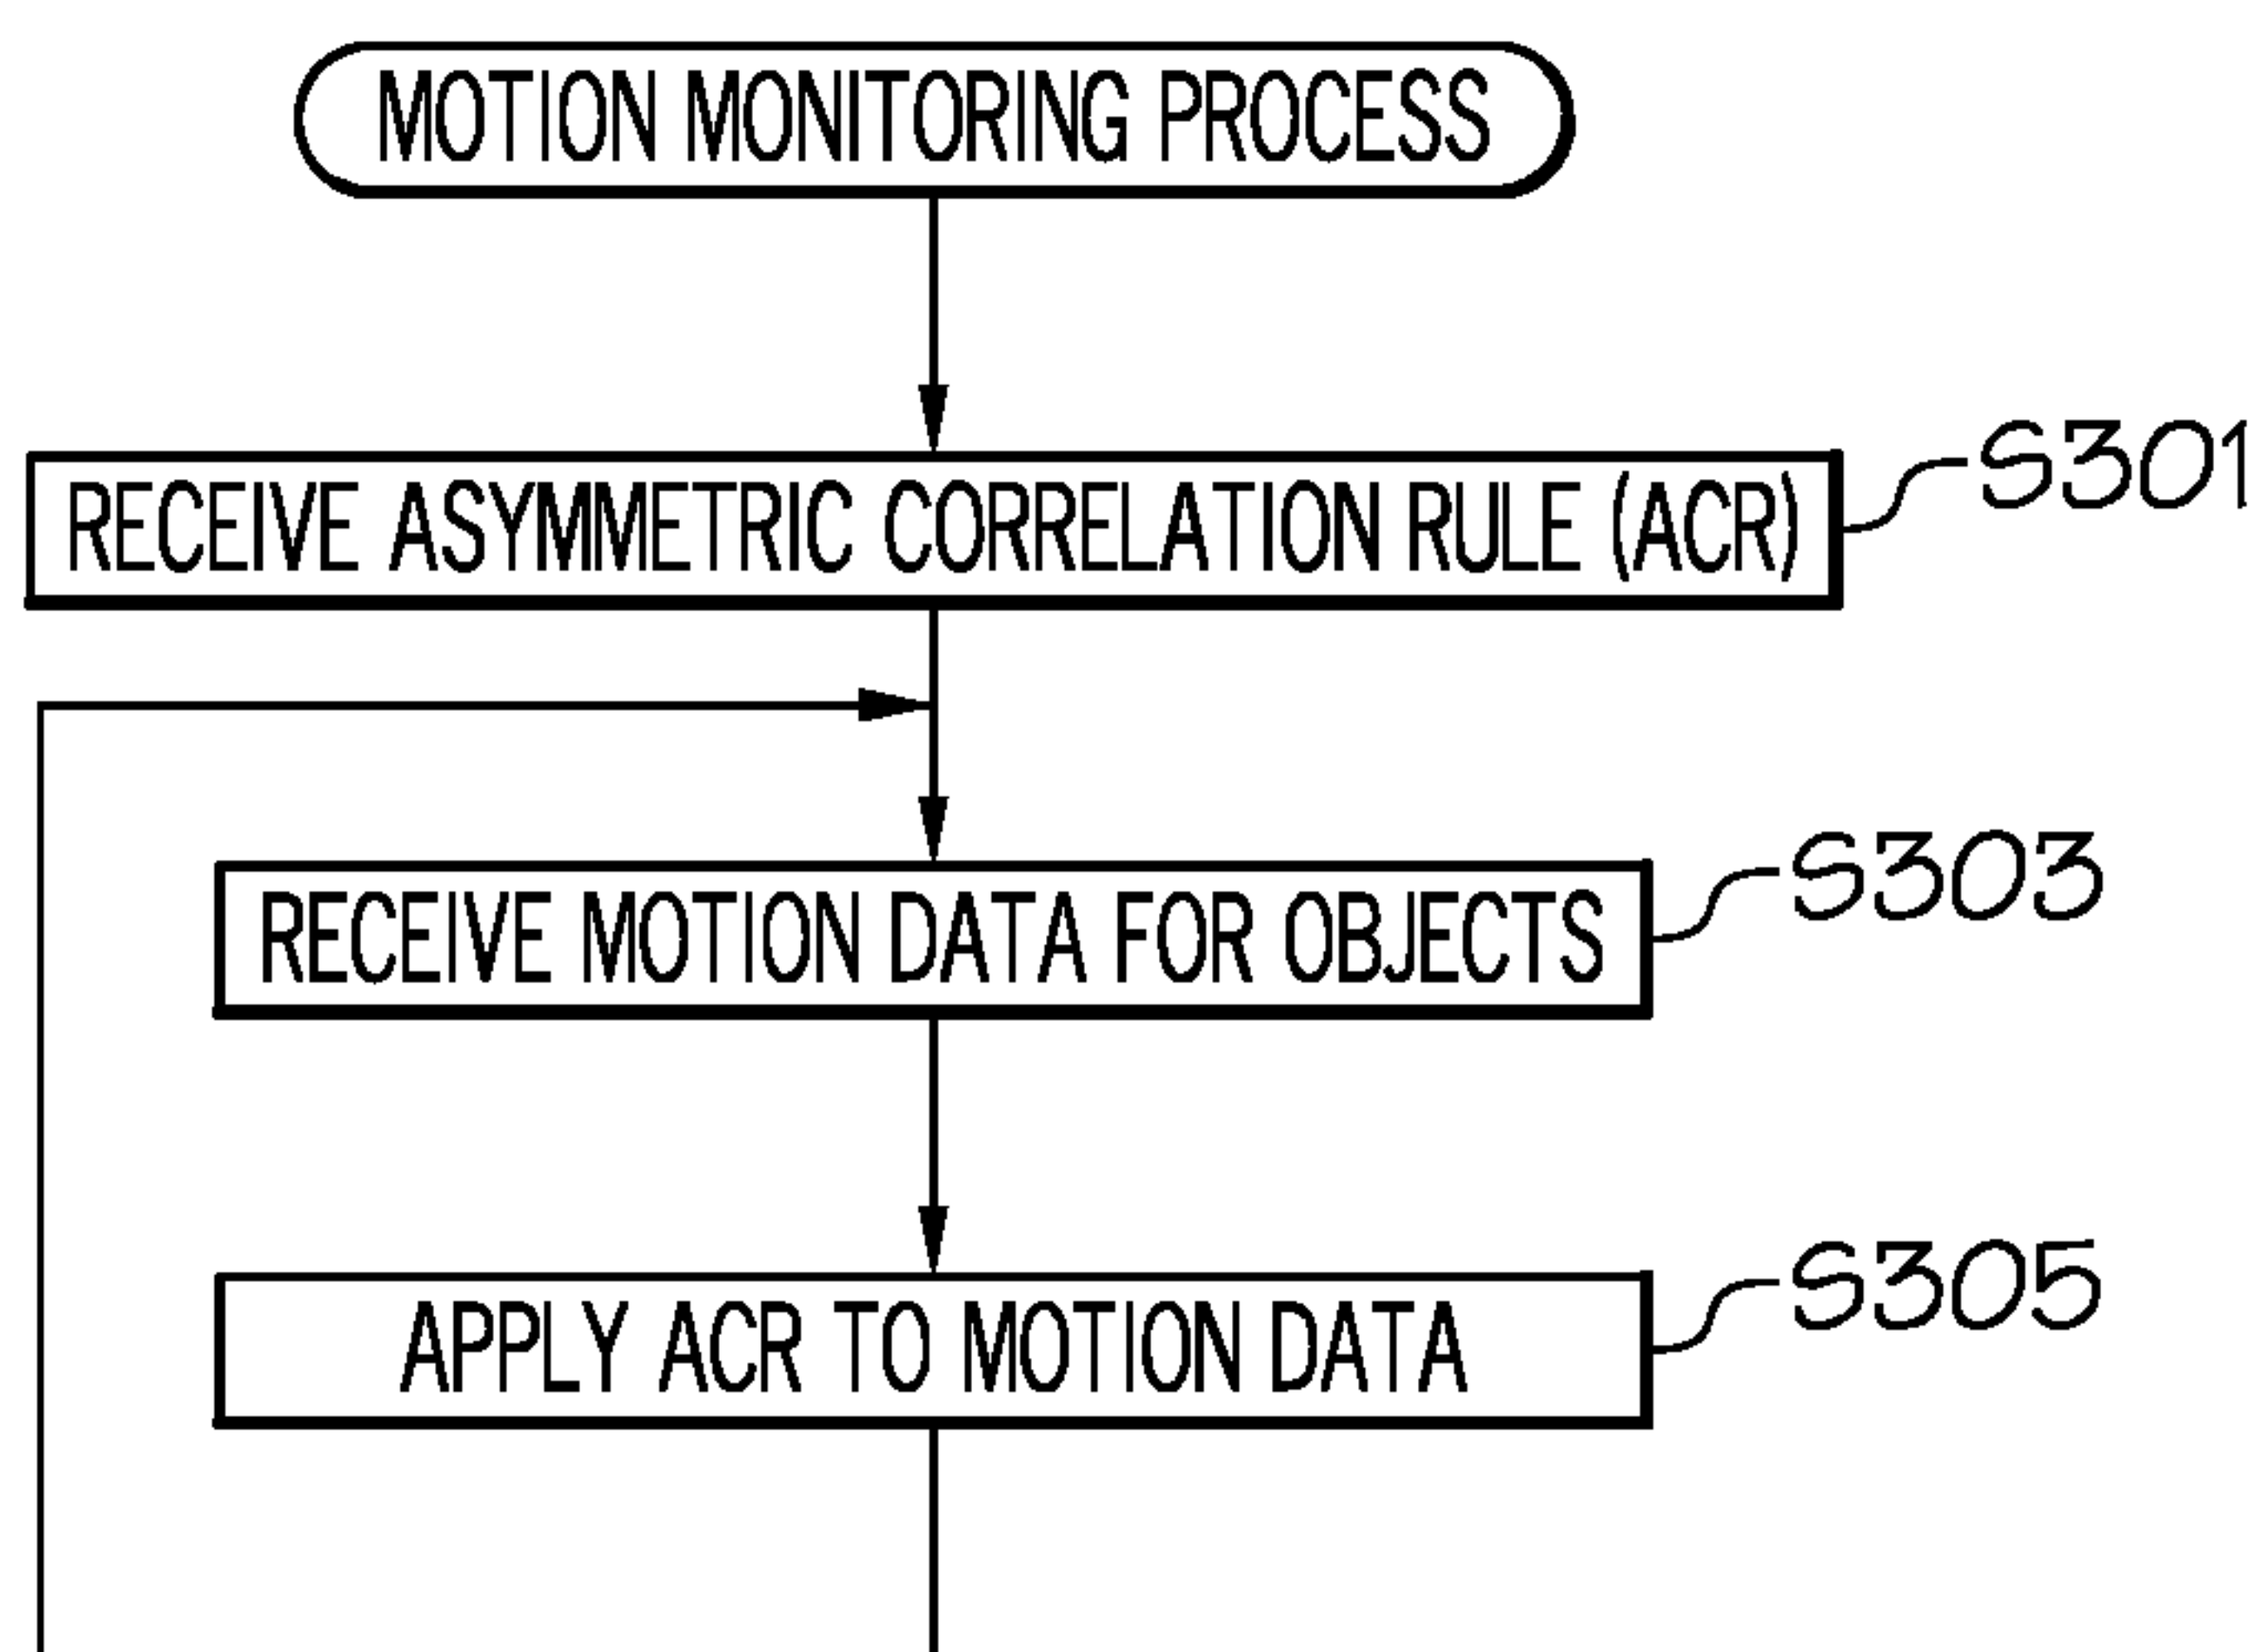 MOTION MONITORING PROCESS
RECEIVE ASYMMETRIC CORRELATION RULE (ACR)
S301
RECEIVE MOTION DATA FOR OBJECTS
S303
APPLY ACR TO MOTION DATA
S305